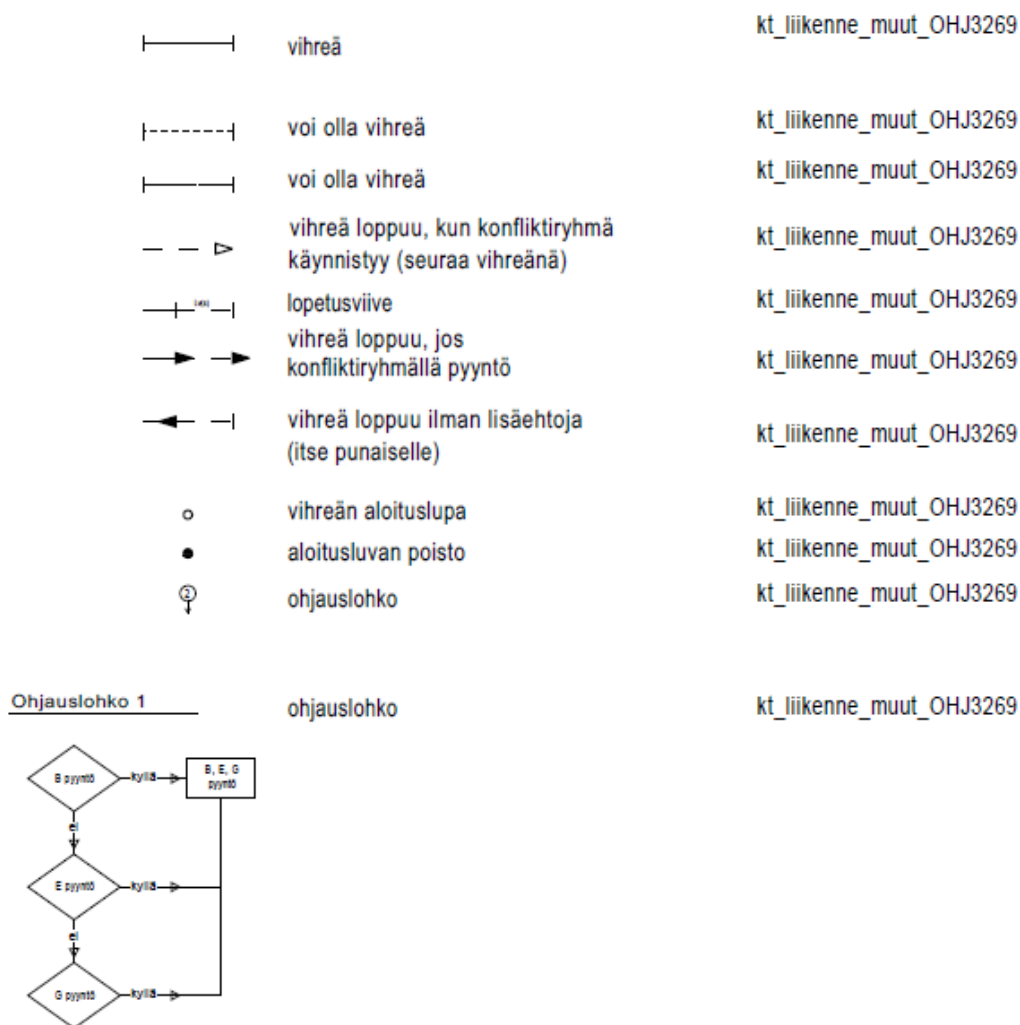 kt_liikenne_muut_OHJ3269
vihreä
voi olla vihreä kt_liikenne_muut_OHJ3269
voi olla vihreä kt_liikenne_muut_OHJ3269
vihreä loppuu, kun konfliktiryhmä
käynnistyy (seuraa vihreänä) kt_liikenne_muut_OHJ3269
lopetusviive kt_liikenne_muut_OHJ3269
vihreä loppuu, jos
konfliktiryhmällä pyyntö kt_liikenne_muut_OHJ3269
vihreä loppuu ilman lisäehtoja
(itse punaiselle) kt_liikenne_muut_OHJ3269
vihreän aloituslupa kt_liikenne_muut_OHJ3269
aloitusluvan poisto kt_liikenne_muut_OHJ3269
2 ohjauslohko kt_liikenne_muut_OHJ3269
Ohjauslohko 1 ohjauslohko kt_liikenne_muut_OHJ3269
B pyyntö kyllä B, E, G
pyyntö
ei
E pyyntö kyllä
ei
G pyyntö kyllä